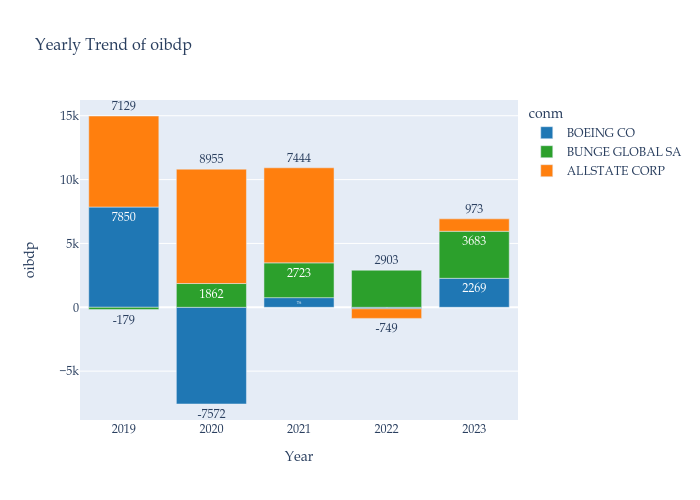 Yearly Trend of oibdp
conm
BOEING CO
BUNGE GLOBAL SA
ALLSTATE CORP
15k
10k
5k
0
−5k
oibdp
7129
7850
-179
8955
1862
-7572
7444
2723
2903
-749
973
3683
2269
2019
2020
2021
2022
2023
Year